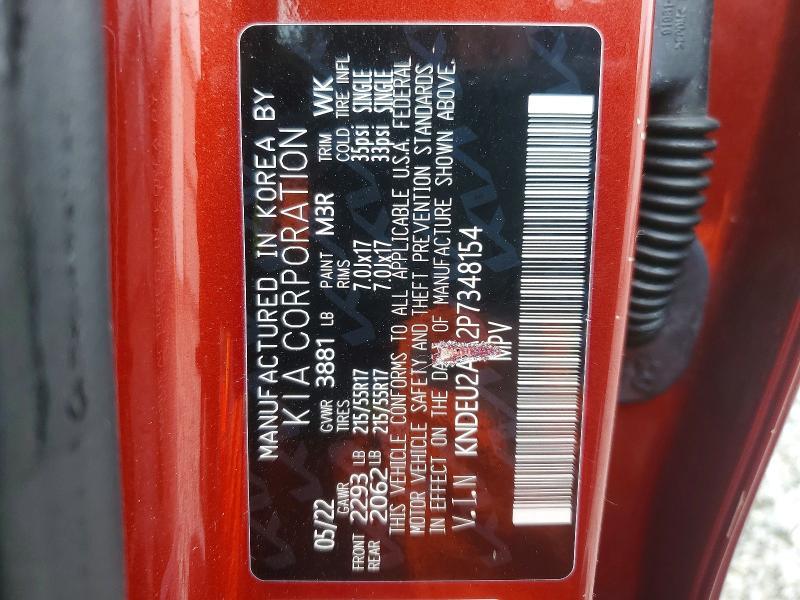 MANUFACTURED IN KOREA BY
KIA CORPORATION
05/22 GVWR 3881 LB PAINT M3R TRIM WK
GAWR TIRES RIMS COLD TIRE INFL
FRONT 2293 LB 215/55R17 7.0Jx17 35psi SINGLE
REAR 2062 LB 215/55R17 7.0Jx17 33psi SINGLE
THIS VEHICLE CONFORMS TO ALL APPLICABLE U.S.A. FEDERAL
MOTOR VEHICLE SAFETY AND THEFT PREVENTION STANDARDS
IN EFFECT ON THE DATE OF MANUFACTURE SHOWN ABOVE.
V.I.N KNDEU2A 2P7348154
MPV